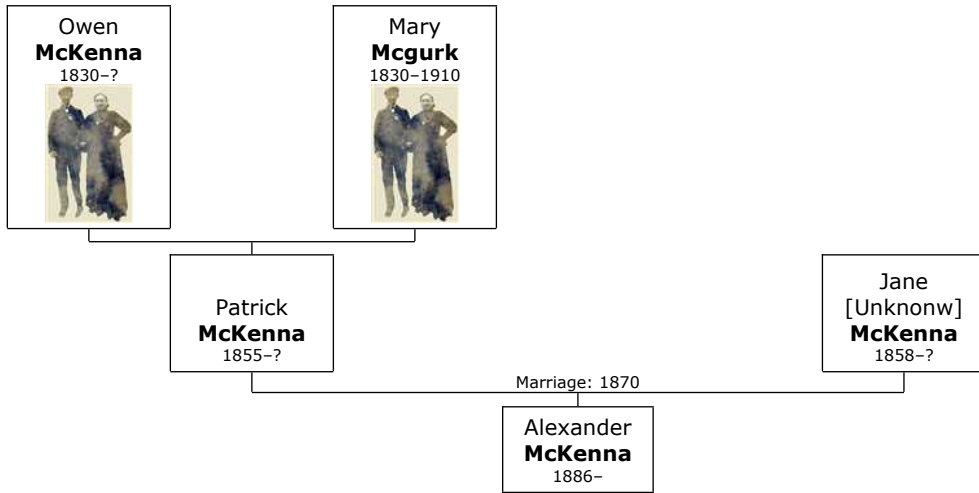 Owen
McKenna
1830–?
Mary
Mcgurk
1830–1910
Patrick
McKenna
1855–?
Jane
[Unknonw]
McKenna
1858–?
Marriage: 1870
Alexander
McKenna
1886–